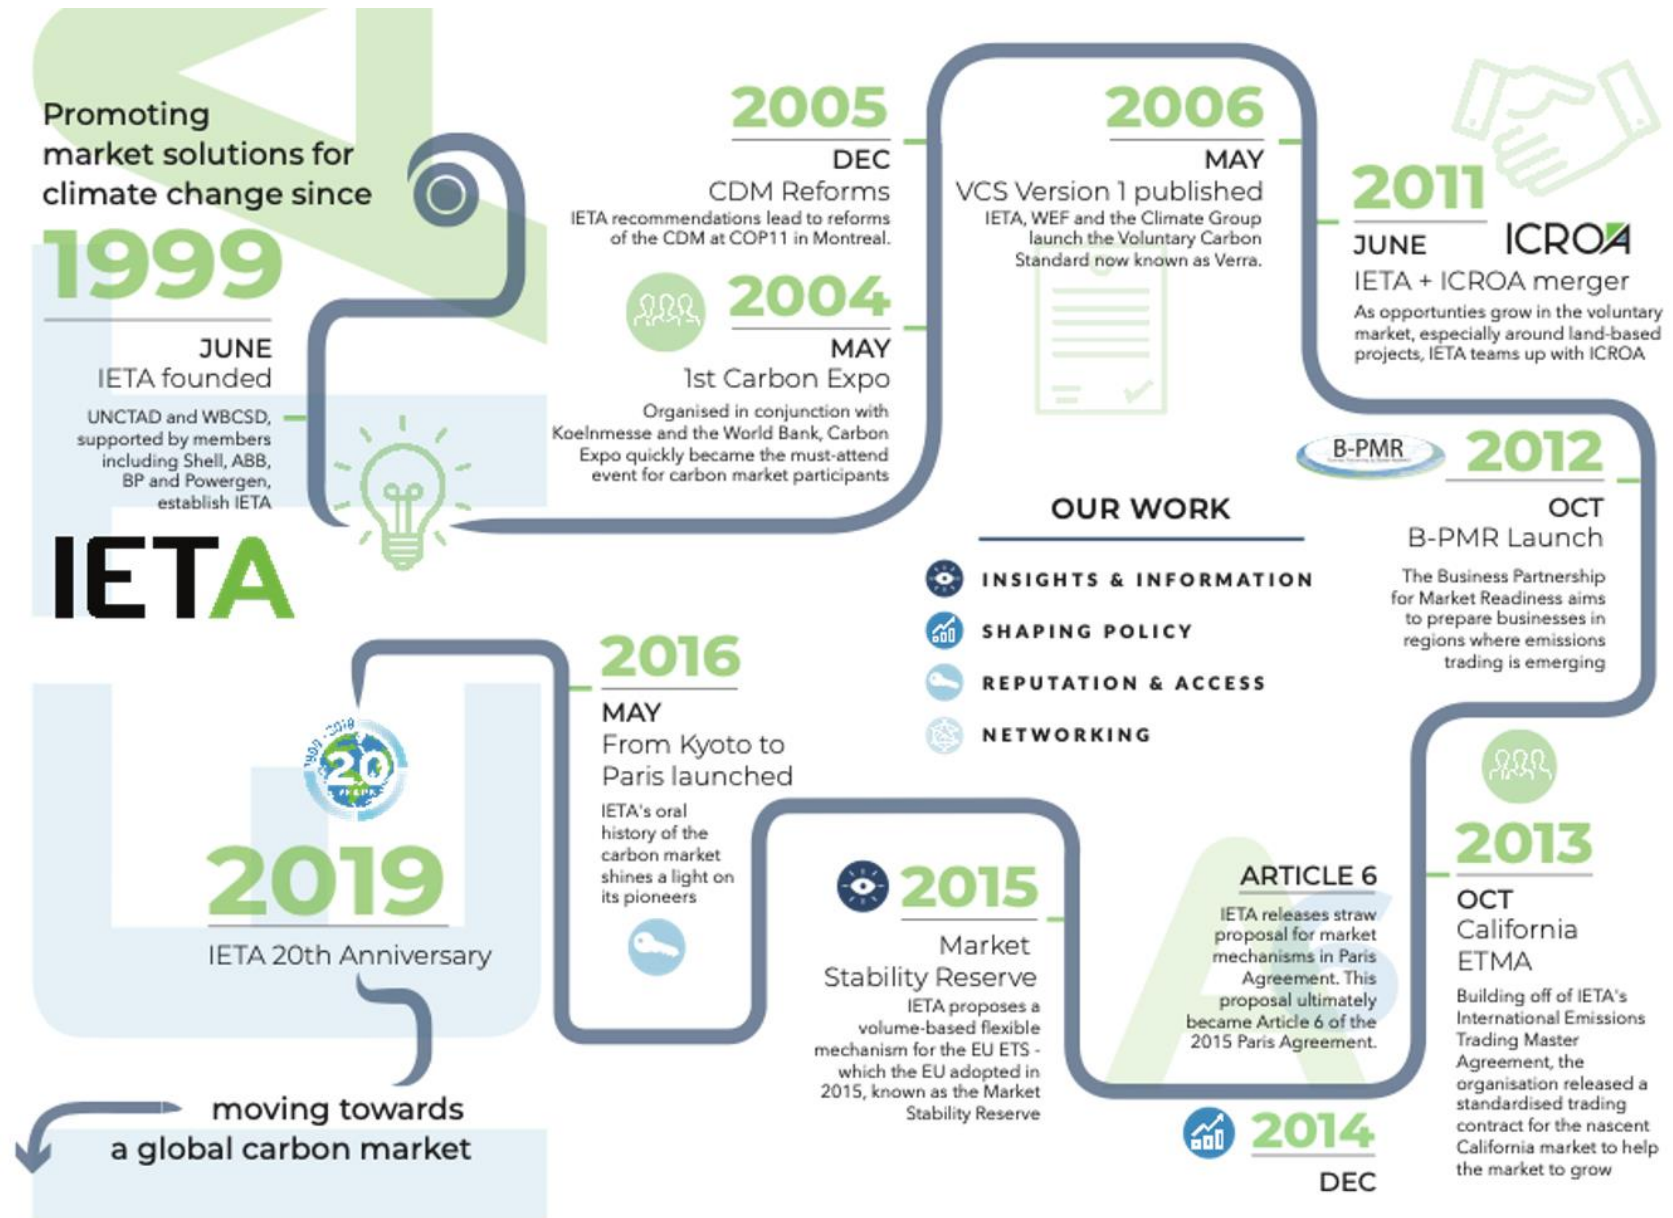 Promoting
market solutions for
climate change since
1999
JUNE
IETA founded
UNCTAD and WBCSD,
supported by members
including Shell, ABB,
BP and Powergen,
establish IETA
IETA
2004
MAY
1st Carbon Expo
Organised in conjunction with
Koelnmesse and the World Bank, Carbon
Expo quickly became the must-attend
event for carbon market participants
2005
DEC
CDM Reforms
IETA recommendations lead to reforms
of the CDM at COP11 in Montreal.
2006
MAY
VCS Version 1 published
IETA, WEF and the Climate Group
launch the Voluntary Carbon
Standard now known as Verra.
2011
JUNE
ICROA
IETA + ICROA merger
As opportunties grow in the voluntary
market, especially around land-based
projects, IETA teams up with ICROA
B-PMR
2012
OCT
B-PMR Launch
The Business Partnership
for Market Readiness aims
to prepare businesses in
regions where emissions
trading is emerging
OUR WORK
INSIGHTS & INFORMATION
SHAPING POLICY
REPUTATION & ACCESS
NETWORKING
2013
OCT
California
ETMA
Building off of IETA's
International Emissions
Trading Master
Agreement, the
organisation released a
standardised trading
contract for the nascent
California market to help
the market to grow
A6
ARTICLE 6
IETA releases straw
proposal for market
mechanisms in Paris
Agreement. This
proposal ultimately
became Article 6 of the
2015 Paris Agreement.
2014
DEC
2015
Market
Stability Reserve
IETA proposes a
volume-based flexible
mechanism for the EU ETS -
which the EU adopted in
2015, known as the Market
Stability Reserve
2016
MAY
From Kyoto to
Paris launched
IETA's oral
history of the
carbon market
shines a light on
its pioneers
1999 - 2019
20
2019
IETA 20th Anniversary
moving towards
a global carbon market